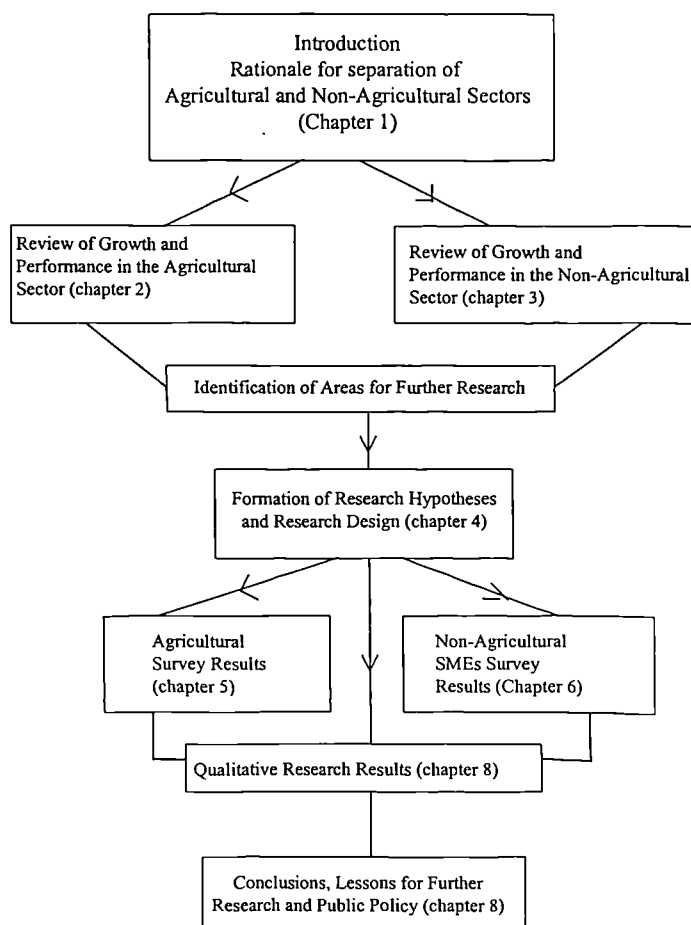 Introduction
Rationale for separation of
Agricultural and Non-Agricultural Sectors
(Chapter 1)
Review of Growth and
Performance in the Agricultural
Sector (chapter 2)
Review of Growth and
Performance in the Non-Agricultural
Sector (chapter 3)
Identification of Areas for Further Research
Formation of Research Hypotheses
and Research Design (chapter 4)
Agricultural
Survey Results
(chapter 5)
Non-Agricultural
SMEs Survey
Results (Chapter 6)
Qualitative Research Results (chapter 8)
Conclusions, Lessons for Further
Research and Public Policy (chapter 8)